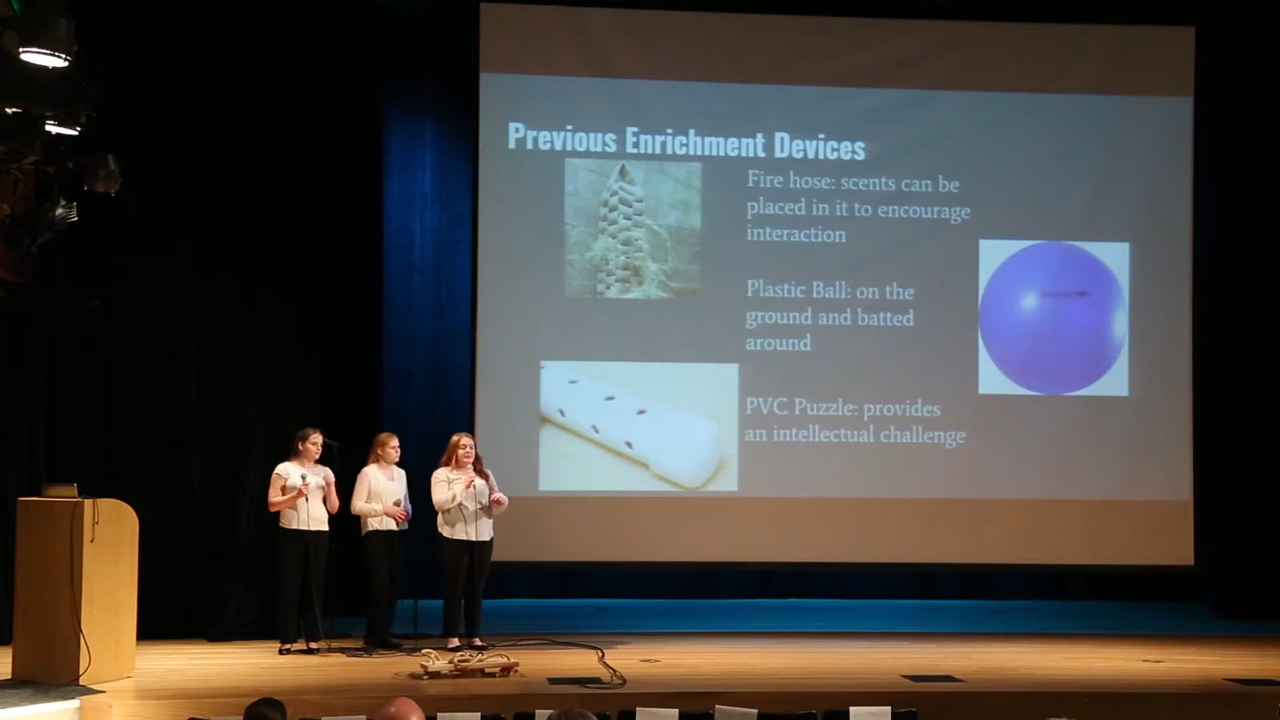 Previous Enrichment Devices
Fire hose: scents can be
placed in it to encourage
interaction
Plastic Ball: on the
ground and batted
around
PVC Puzzle: provides
an intellectual challenge